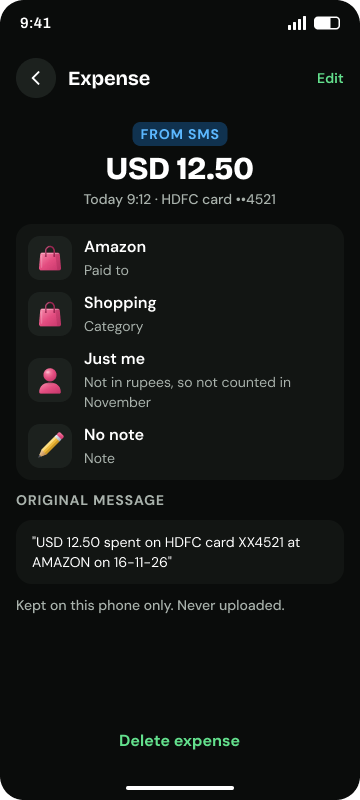 9:41
Expense
Edit
FROM SMS
USD 12.50
Today 9:12 · HDFC card ••4521
Amazon
Paid to
Shopping
Category
Just me
Not in rupees, so not counted in
November
No note
Note
ORIGINAL MESSAGE
"USD 12.50 spent on HDFC card XX4521 at
AMAZON on 16-11-26"
Kept on this phone only. Never uploaded.
Delete expense